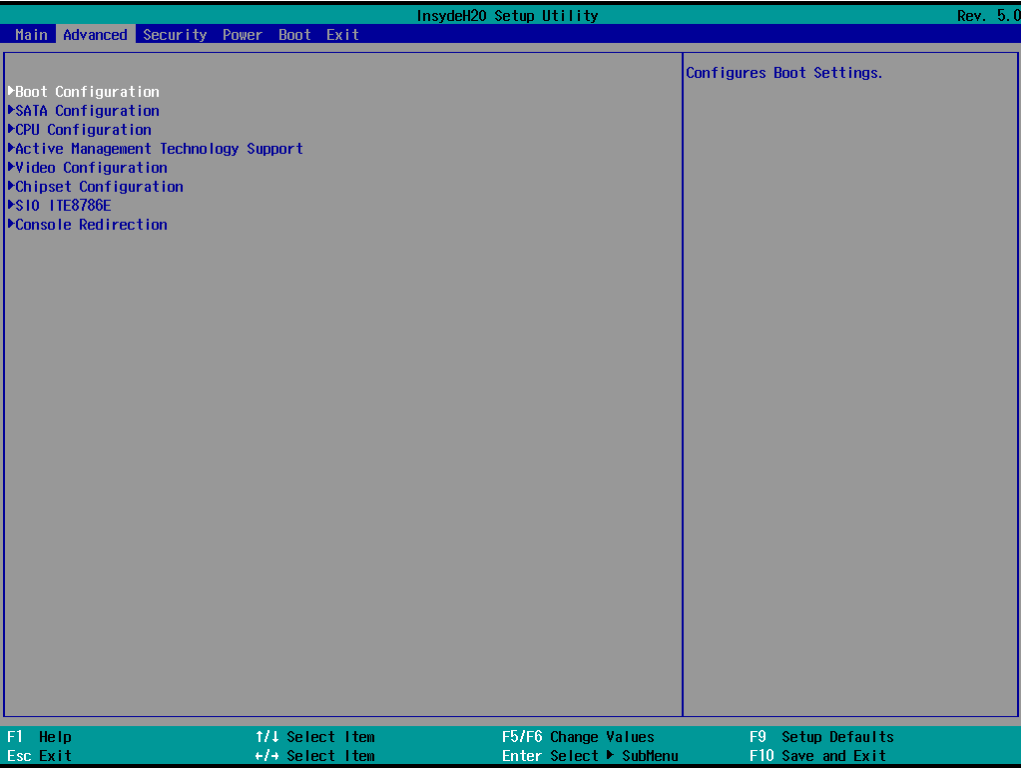 InsydeH20 Setup Utility Rev. 5.0
Main Advanced Security Power Boot Exit
Configures Boot Settings.
▶Boot Configuration
▶SATA Configuration
▶CPU Configuration
▶Active Management Technology Support
▶Video Configuration
▶Chipset Configuration
▶SIO ITE8786E
▶Console Redirection
F1 Help ↑/↓ Select Item F5/F6 Change Values F9 Setup Defaults
Esc Exit ←/→ Select Item Enter Select ▶ SubMenu F10 Save and Exit